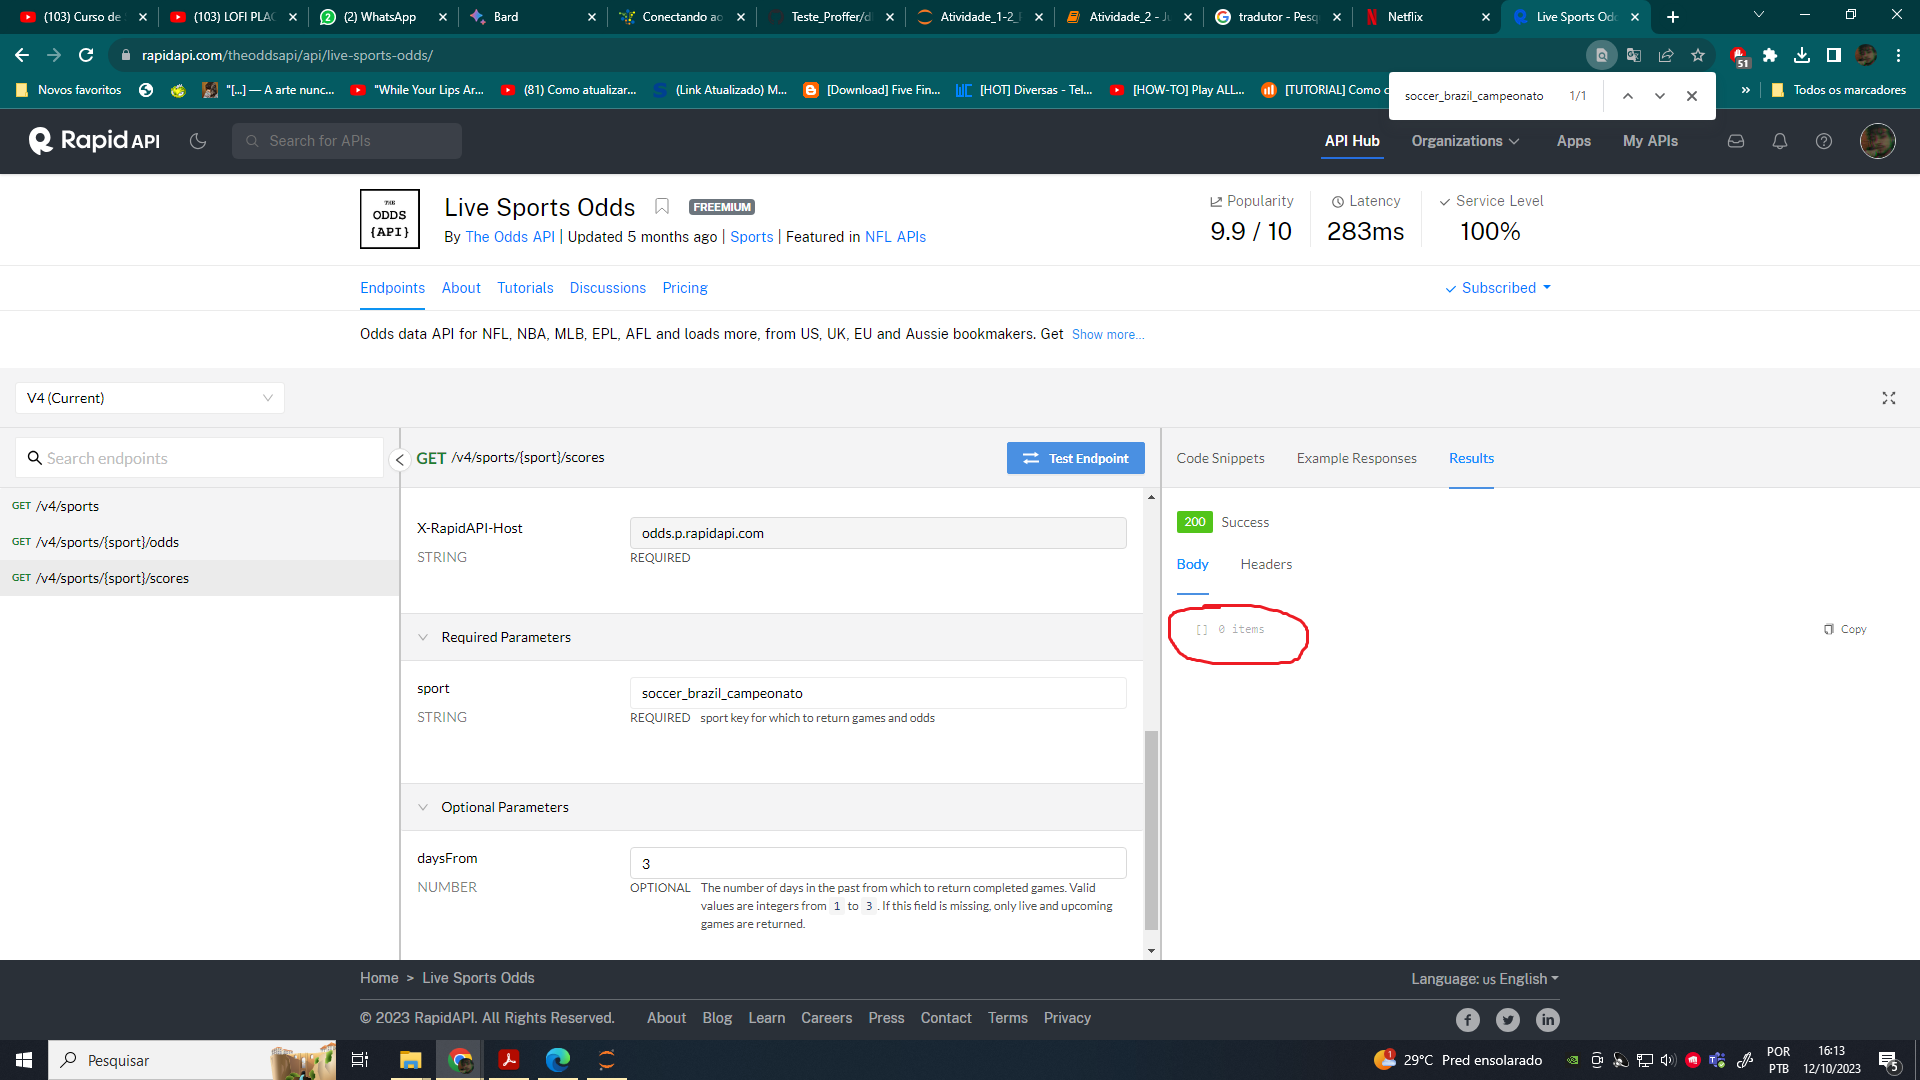 (103) Curso de
(103) LOFI PLAC
(2) WhatsApp
Bard
Conectando ao
Teste_Proffer/di
Atividade_1-2_F
Atividade_2 - Ju
tradutor - Pesqu
Netflix
Live Sports Odd
rapidapi.com/theoddsapi/api/live-sports-odds/
51
Novos favoritos
"[...] — A arte nunc...
"While Your Lips Ar...
(81) Como atualizar...
(Link Atualizado) M...
[Download] Five Fin...
[HOT] Diversas - Tel...
[HOW-TO] Play ALL...
[TUTORIAL] Como c
»
Todos os marcadores
soccer_brazil_campeonato 1/1
Rapid API
Search for APIs
API Hub
Organizations
Apps
My APIs
THE
ODDS
{API}
Live Sports Odds
FREEMIUM
By The Odds API | Updated 5 months ago | Sports | Featured in NFL APIs
Popularity
9.9 / 10
Latency
283ms
Service Level
100%
Endpoints
About
Tutorials
Discussions
Pricing
Subscribed
Odds data API for NFL, NBA, MLB, EPL, AFL and loads more, from US, UK, EU and Aussie bookmakers. Get Show more...
V4 (Current)
Search endpoints
GET /v4/sports
GET /v4/sports/{sport}/odds
GET /v4/sports/{sport}/scores
GET /v4/sports/{sport}/scores
Test Endpoint
X-RapidAPI-Host
STRING
odds.p.rapidapi.com
REQUIRED
Required Parameters
sport
STRING
soccer_brazil_campeonato
REQUIRED sport key for which to return games and odds
Optional Parameters
daysFrom
NUMBER
3
OPTIONAL The number of days in the past from which to return completed games. Valid
values are integers from 1 to 3. If this field is missing, only live and upcoming
games are returned.
Code Snippets
Example Responses
Results
200 Success
Body
Headers
[] 0 items
Copy
Home > Live Sports Odds
Language: US English
© 2023 RapidAPI. All Rights Reserved.
About
Blog
Learn
Careers
Press
Contact
Terms
Privacy
Pesquisar
1
29°C Pred ensolarado
POR
PTB
16:13
12/10/2023
5